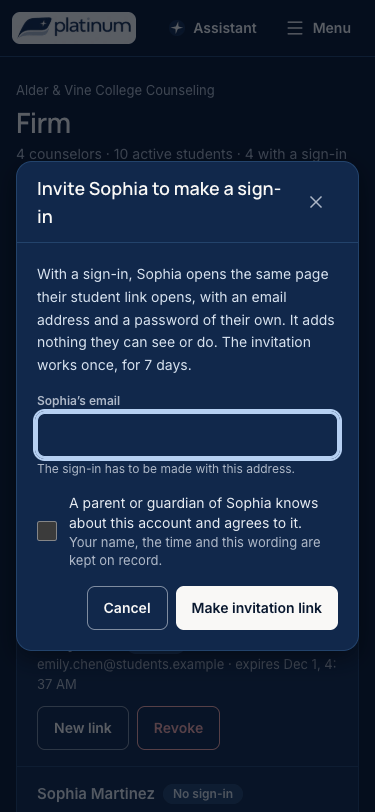 platinum
Assistant
Menu
Alder & Vine College Counseling
Firm
4 counselors · 10 active students · 4 with a sign-in
Invite Sophia to make a sign-
in
With a sign-in, Sophia opens the same page
their student link opens, with an email
address and a password of their own. It adds
nothing they can see or do. The invitation
works once, for 7 days.
Sophia's email
The sign-in has to be made with this address.
A parent or guardian of Sophia knows
about this account and agrees to it.
Your name, the time and this wording are
kept on record.
Cancel
Make invitation link
emily.chen@students.example · expires Dec 1, 4:
37 AM
New link
Revoke
Sophia Martinez
No sign-in